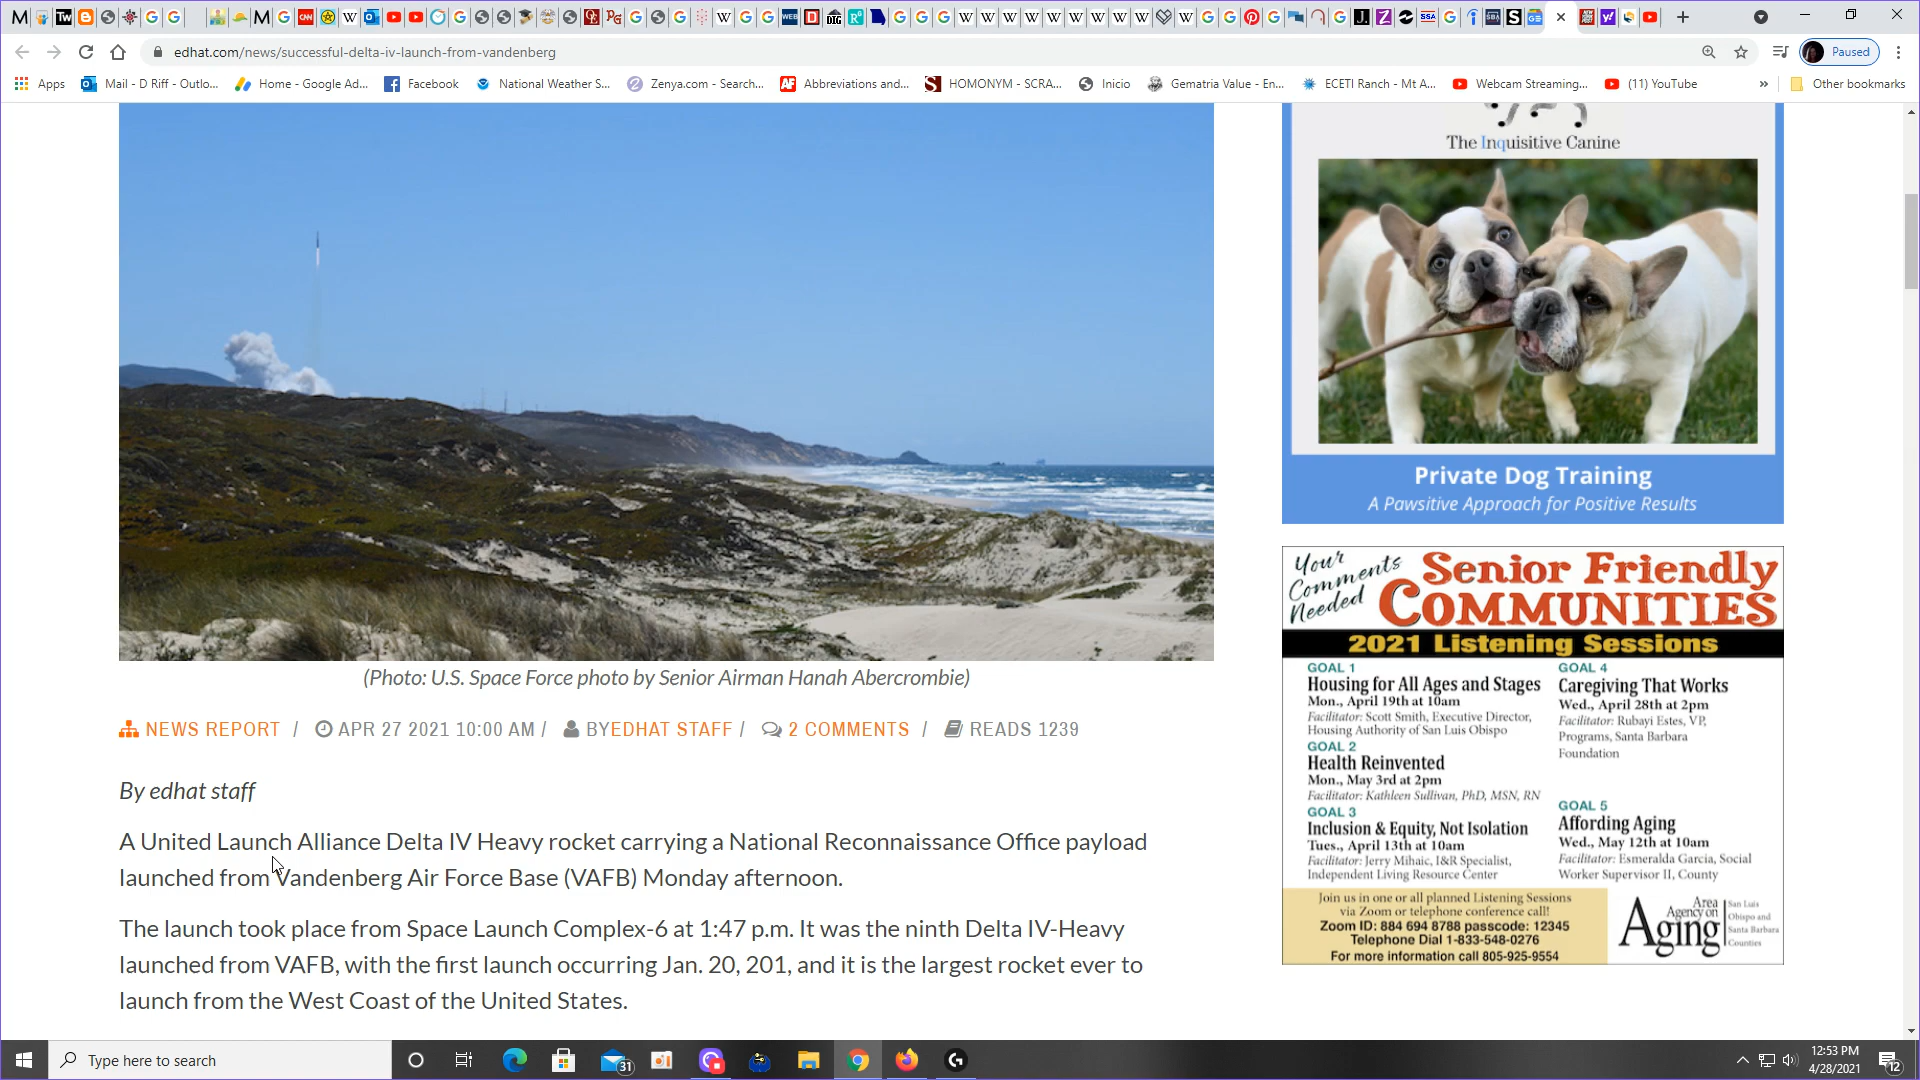 edhat.com/news/successful-delta-iv-launch-from-vandenberg
Paused
Apps
Mail - D Riff - Outlo...
Home - Google Ad...
Facebook
National Weather S...
Zenya.com - Search...
Abbreviations and...
HOMONYM - SCRA...
Inicio
Gematria Value - En...
ECETI Ranch - Mt A...
Webcam Streaming...
(11) YouTube
»
Other bookmarks
The Inquisitive Canine
Private Dog Training
A Pawsitive Approach for Positive Results
(Photo: U.S. Space Force photo by Senior Airman Hanah Abercrombie)
NEWS REPORT / APR 27 2021 10:00 AM / BYEDHAT STAFF / 2 COMMENTS / READS 1239
By edhat staff
A United Launch Alliance Delta IV Heavy rocket carrying a National Reconnaissance Office payload
launched from Vandenberg Air Force Base (VAFB) Monday afternoon.
The launch took place from Space Launch Complex-6 at 1:47 p.m. It was the ninth Delta IV-Heavy
launched from VAFB, with the first launch occurring Jan. 20, 201, and it is the largest rocket ever to
launch from the West Coast of the United States.
Your
Comments
Needed
Senior Friendly
COMMUNITIES
2021 Listening Sessions
GOAL 1
Housing for All Ages and Stages
Mon., April 19th at 10am
Facilitator: Scott Smith, Executive Director,
Housing Authority of San Luis Obispo
GOAL 2
Health Reinvented
Mon., May 3rd at 2pm
Facilitator: Kathleen Sullivan, PhD, MSN, RN
GOAL 3
Inclusion & Equity, Not Isolation
Tues., April 13th at 10am
Facilitator: Jerry Mihaic, I&R Specialist,
Independent Living Resource Center
GOAL 4
Caregiving That Works
Wed., April 28th at 2pm
Facilitator: Rubayi Estes, VP,
Programs, Santa Barbara
Foundation
GOAL 5
Affording Aging
Wed., May 12th at 10am
Facilitator: Esmeralda Garcia, Social
Worker Supervisor II, County
Join us in one or all planned Listening Sessions
via Zoom or telephone conference call!
Zoom ID: 884 694 8788 passcode: 12345
Telephone Dial 1-833-548-0276
For more information call 805-925-9554
Area
Agency on
Aging
San Luis
Obispo and
Santa Barbara
Counties
Type here to search
31
12:53 PM
4/28/2021
12